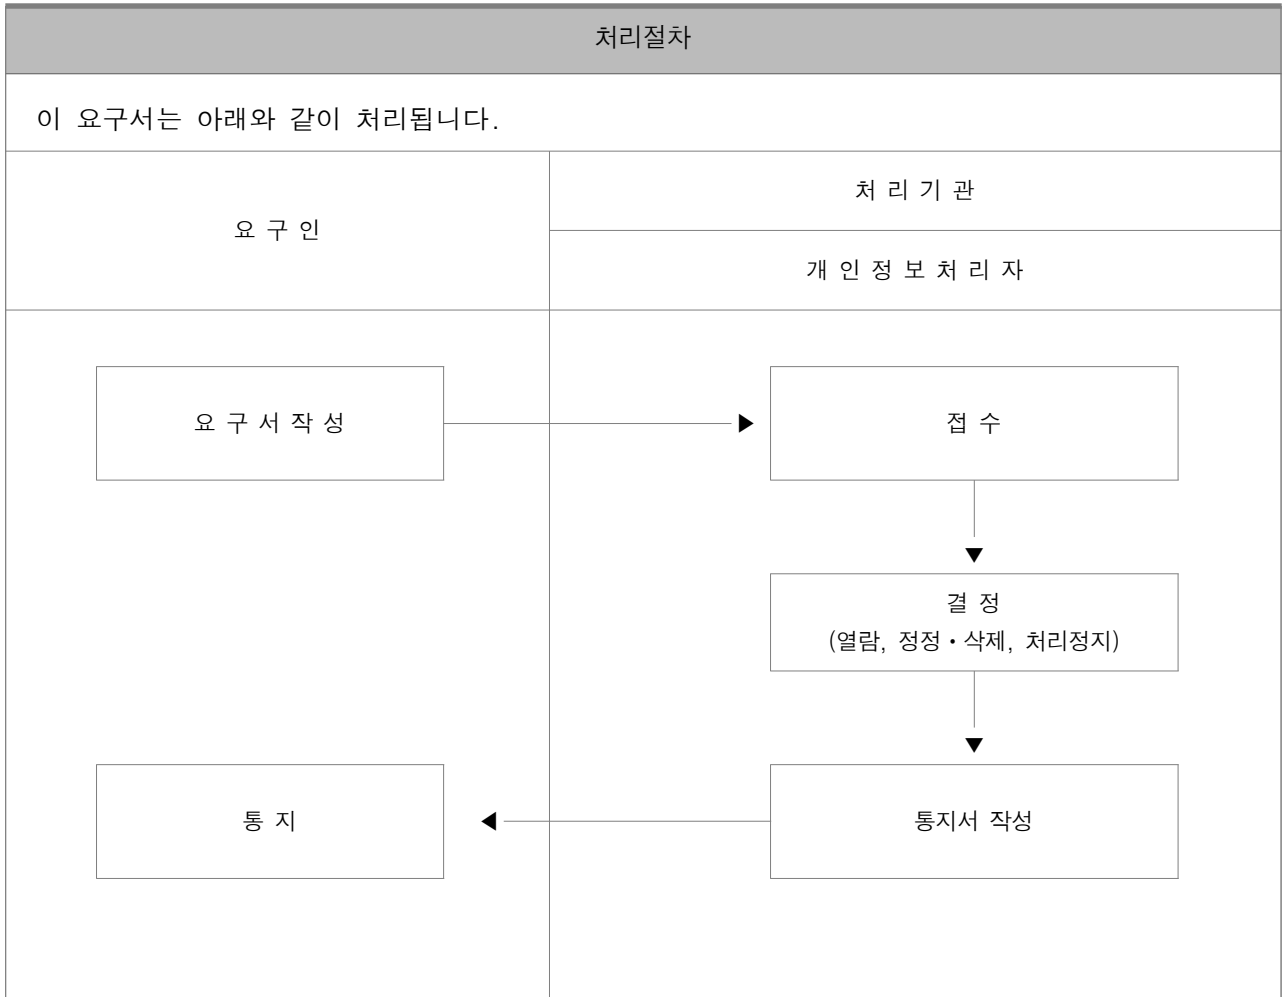 처리절차
이 요구서는 아래와 같이 처리됩니다.
요 구 인
처 리 기 관
개 인 정 보 처 리 자
요 구 서 작 성
접 수
결 정
(열람, 정정・삭제, 처리정지)
통 지
통지서 작성